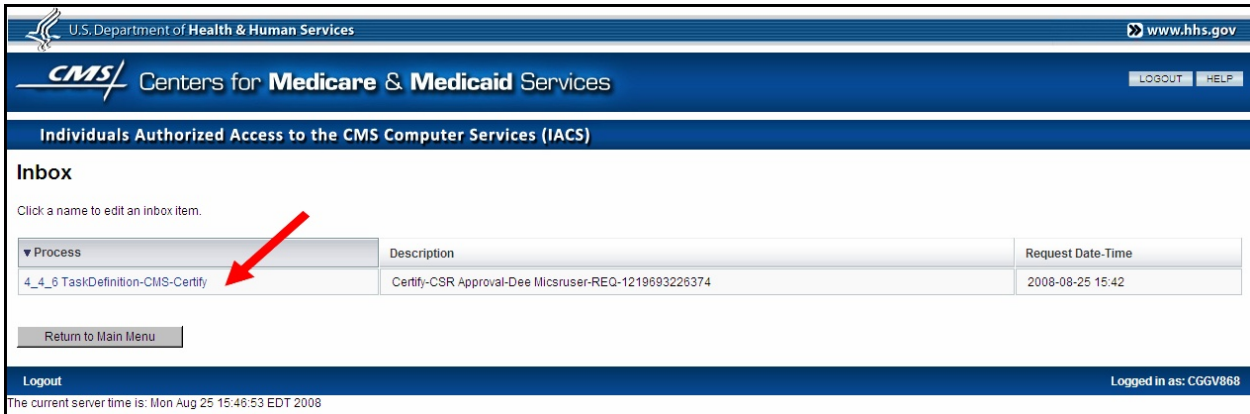 U.S. Department of Health & Human Services
www.hhs.gov
CMS/ Centers for Medicare & Medicaid Services
LOGOUT HELP
Individuals Authorized Access to the CMS Computer Services (IACS)
Inbox
Click a name to edit an inbox item.
▼Process Description Request Date-Time
4_4_6 TaskDefinition-CMS-Certify Certify-CSR Approval-Dee Micsruser-REQ-1219693226374 2008-08-25 15:42
Return to Main Menu
Logout Logged in as: CGGV868
The current server time is: Mon Aug 25 15:46:53 EDT 2008